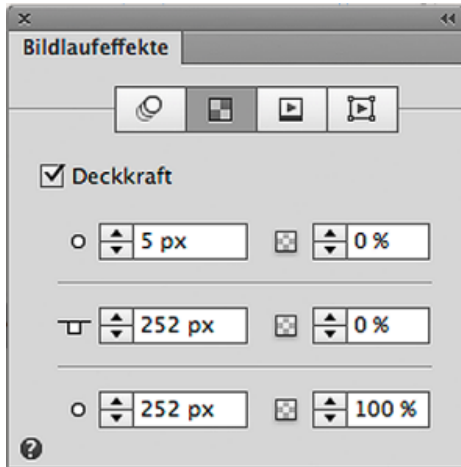 Bildlaufeffekte
Deckkraft
5 px 0 %
252 px 0 %
252 px 100 %
?